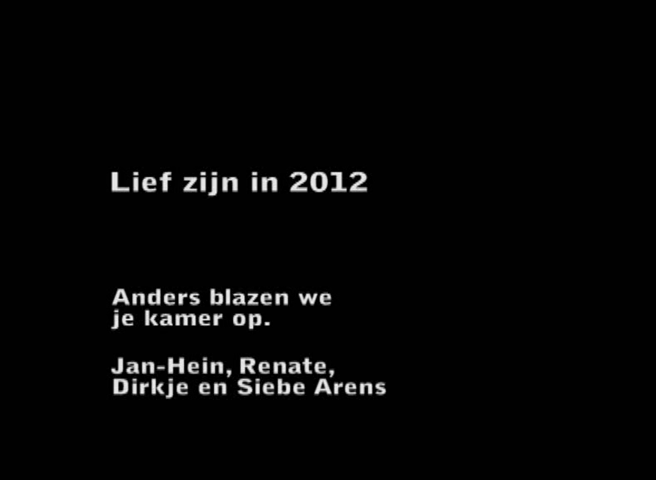 Lief zijn in 2012
Anders blazen we
je kamer op.
Jan-Hein, Renate,
Dirkje en Siebe Arens